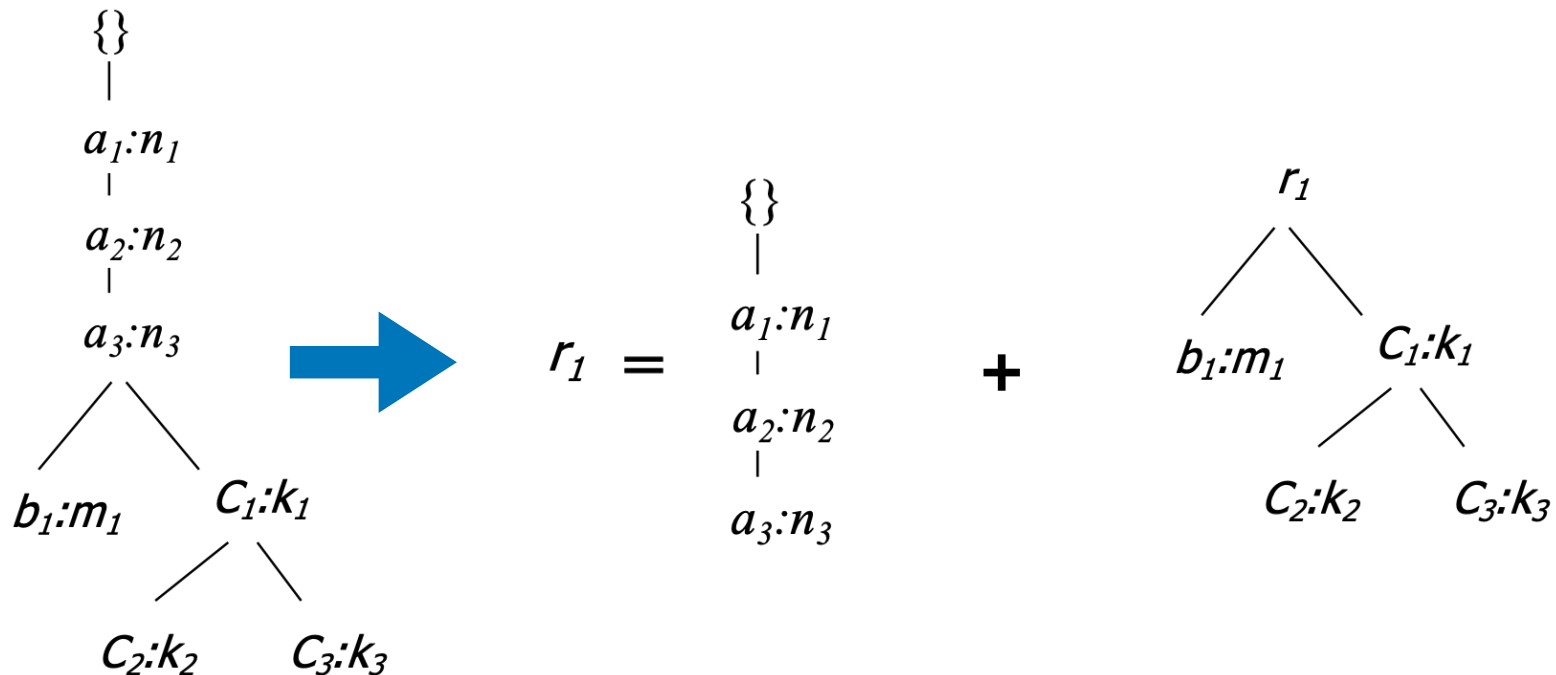 {}
a₁:n₁
a₂:n₂
a₃:n₃
b₁:m₁ C₁:k₁
C₂:k₂ C₃:k₃
r₁ =
{}
a₁:n₁
a₂:n₂
a₃:n₃
+
r₁
b₁:m₁ C₁:k₁
C₂:k₂ C₃:k₃